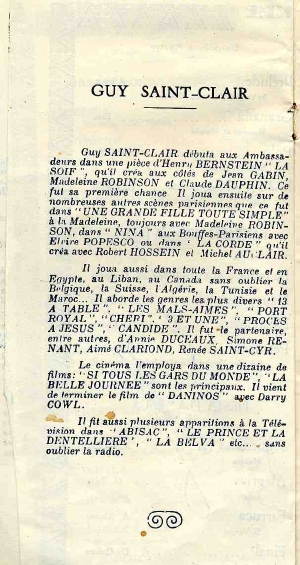 GUY SAINT-CLAIR
Guy SAINT-CLAIR débuta aux Ambassa-
deurs dans une pièce d'Henry BERNSTEIN " LA
SOIF ", qu'il créa aux côtés de Jean GABIN,
Madeleine ROBINSON et Claude DAUPHIN. Ce
fut sa première chance. Il joua ensuite sur de
nombreuses autres scènes parisiennes que ce fut
dans "UNE GRANDE FILLE TOUTE SIMPLE"
à la Madeleine, toujours avec Madeleine ROBIN-
SON, dans " NINA " aux Bouffes-Parisiens avec
Elvire POPESCO ou dans " LA CORDE " qu'il
créa avec Robert HOSSEIN et Michel AUCLAIR.
Il joua aussi dans toute la France et en
Egypte, au Liban, au Canada sans oublier la
Belgique, la Suisse, l'Algérie, la Tunisie et le
Maroc... Il aborde les genres les plus divers " 13
A TABLE ", " LES MALS-AIMES ", " PORT
ROYAL", "CHERI", " 3 ET UNE", "PROCES
A JESUS ", " CANDIDE ". Il fut le partenaire,
entre autres, d'Annie DUCEAUX, Simone RE-
NANT, Aimé CLARIOND, Renée SAINT-CYR.
Le cinéma l'employa dans une dizaine de
films: "SI TOUS LES GARS DU MONDE", "LA
BELLE JOURNEE" sont les principaux. Il vient
de terminer le film de "DANINOS" avec Darry
COWL.
Il fit aussi plusieurs apparitions à la Télé-
vision dans "ABISAC", " LE PRINCE ET LA
DENTELLIERE ", " LA BELVA " etc... sans
oublier la radio.